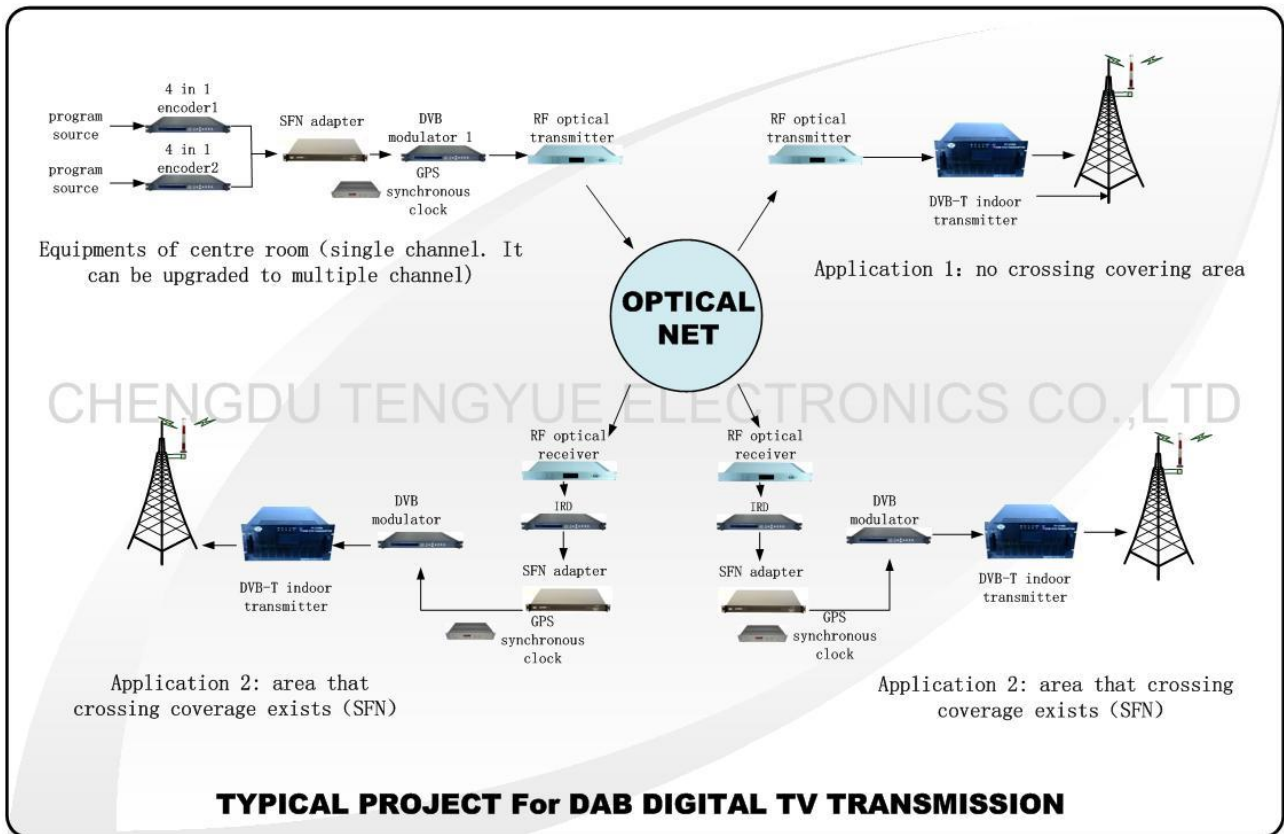 4 in 1
encoder1
program
source
4 in 1
encoder2
program
source
SFN adapter
DVB
modulator 1
GPS
synchronous
clock
RF optical
transmitter
Equipments of centre room (single channel. It
can be upgraded to multiple channel)
RF optical
transmitter
DVB-T indoor
transmitter
Application 1: no crossing covering area
OPTICAL
NET
CHENGDU TENGYUE ELECTRONICS CO.,LTD
RF optical
receiver
IRD
SFN adapter
GPS
synchronous
clock
DVB
modulator
DVB-T indoor
transmitter
Application 2: area that
crossing coverage exists (SFN)
RF optical
receiver
IRD
SFN adapter
GPS
synchronous
clock
DVB
modulator
DVB-T indoor
transmitter
Application 2: area that crossing
coverage exists (SFN)
TYPICAL PROJECT For DAB DIGITAL TV TRANSMISSION